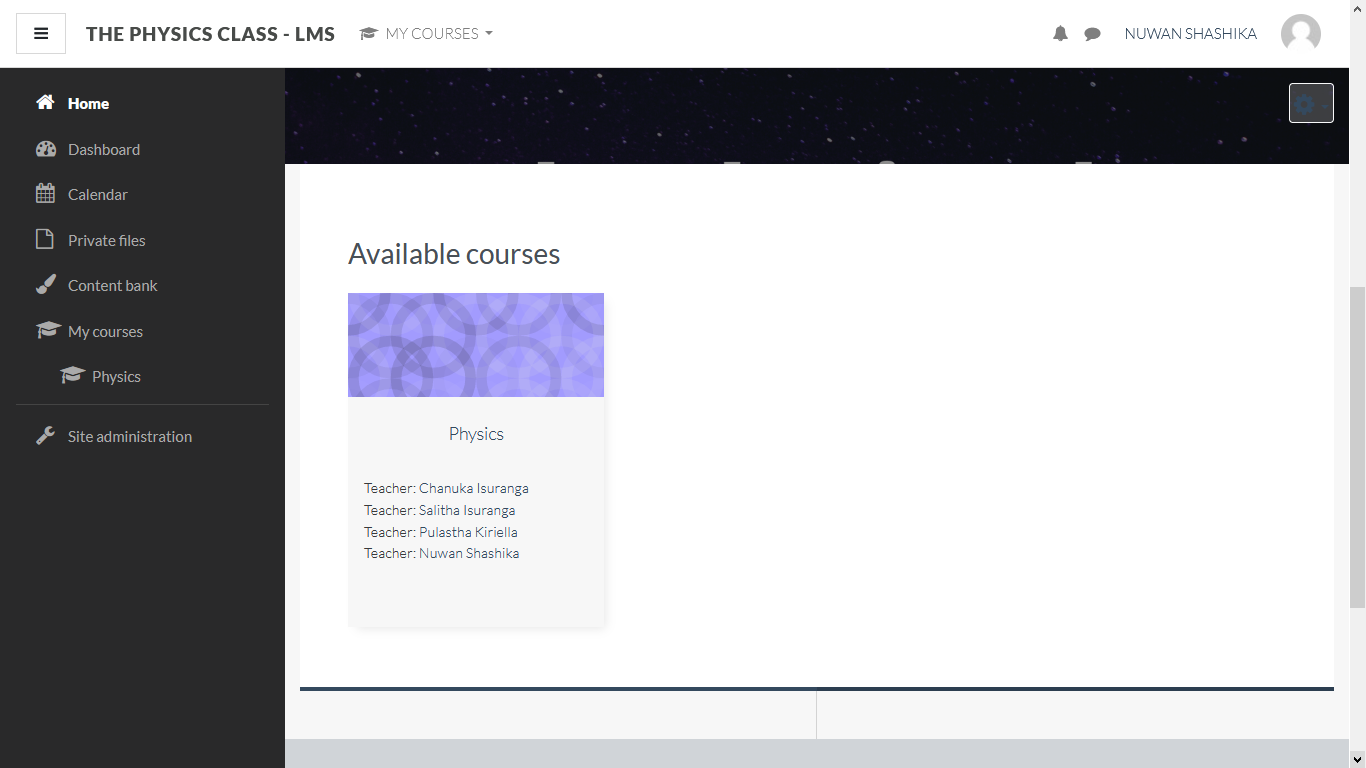 THE PHYSICS CLASS - LMS
MY COURSES
NUWAN SHASHIKA
Home
Dashboard
Calendar
Private files
Content bank
My courses
Physics
Site administration
Available courses
Physics
Teacher: Chanuka Isuranga
Teacher: Salitha Isuranga
Teacher: Pulastha Kiriella
Teacher: Nuwan Shashika